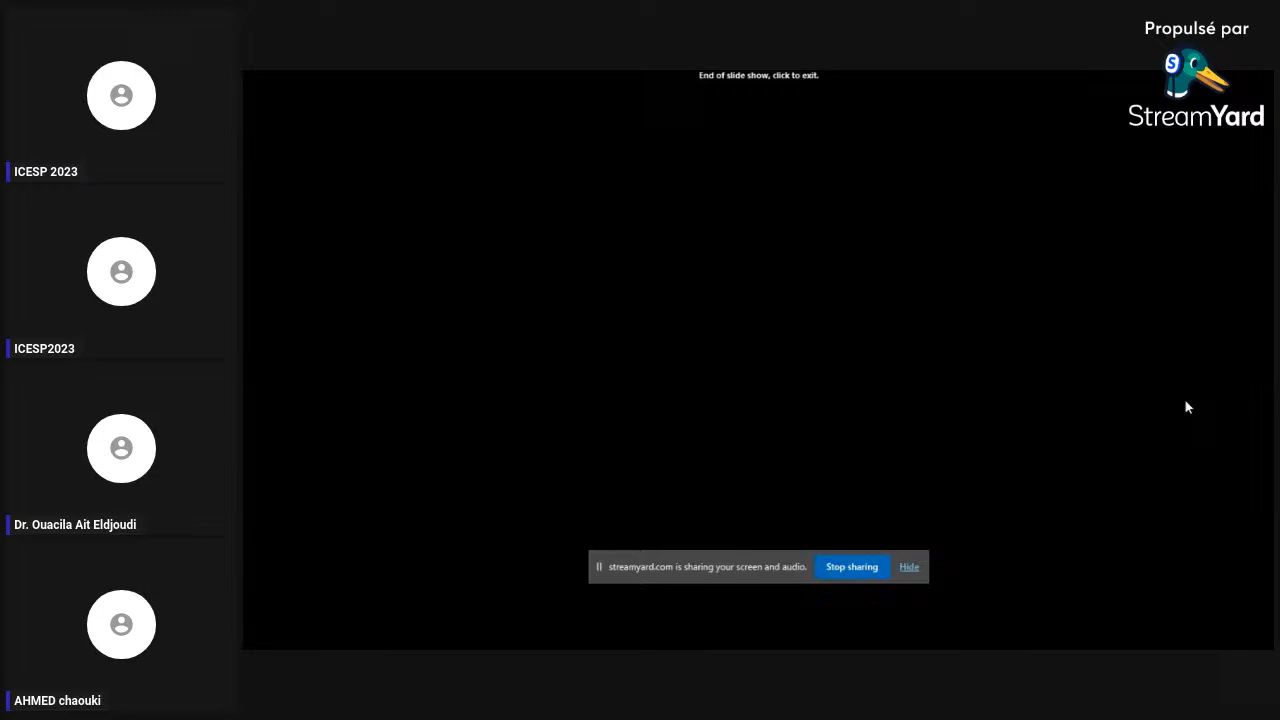 ICESP 2023
ICESP2023
Dr. Ouacila Ait Eldjoudi
AHMED chaouki
End of slide show, click to exit.
streamyard.com is sharing your screen and audio. Stop sharing Hide
Propulsé par
S
StreamYard